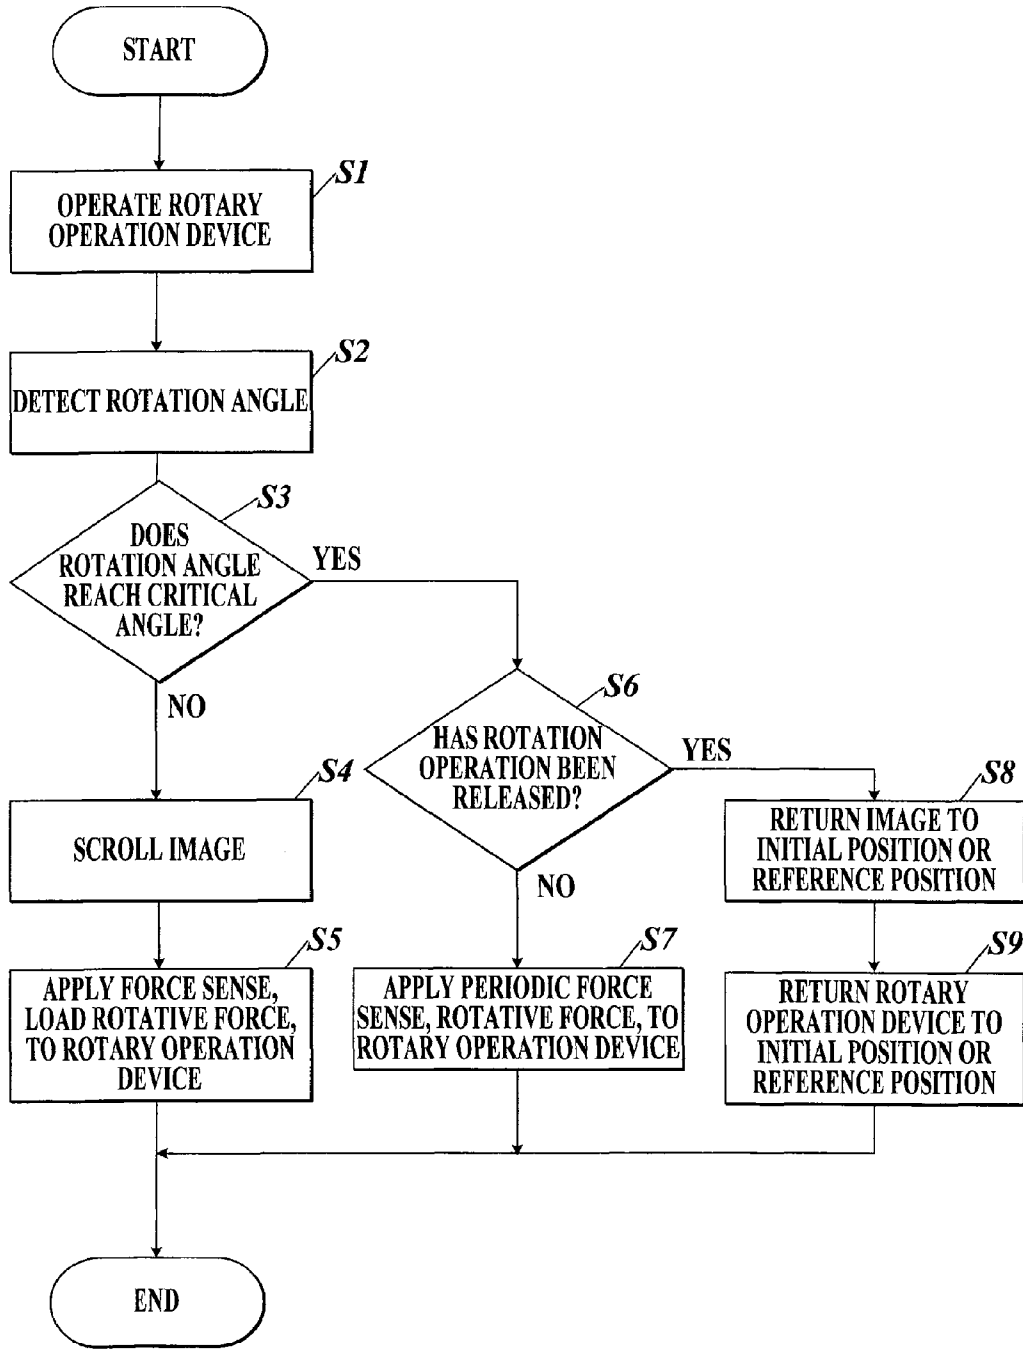 START
S1
OPERATE ROTARY
OPERATION DEVICE
S2
DETECT ROTATION ANGLE
S3
DOES
ROTATION ANGLE
REACH CRITICAL
ANGLE?
YES
NO
S6
HAS ROTATION
OPERATION BEEN
RELEASED?
YES
NO
S4
SCROLL IMAGE
S8
RETURN IMAGE TO
INITIAL POSITION OR
REFERENCE POSITION
S5
APPLY FORCE SENSE,
LOAD ROTATIVE FORCE,
TO ROTARY OPERATION
DEVICE
S7
APPLY PERIODIC FORCE
SENSE, ROTATIVE FORCE, TO
ROTARY OPERATION DEVICE
S9
RETURN ROTARY
OPERATION DEVICE TO
INITIAL POSITION OR
REFERENCE POSITION
END